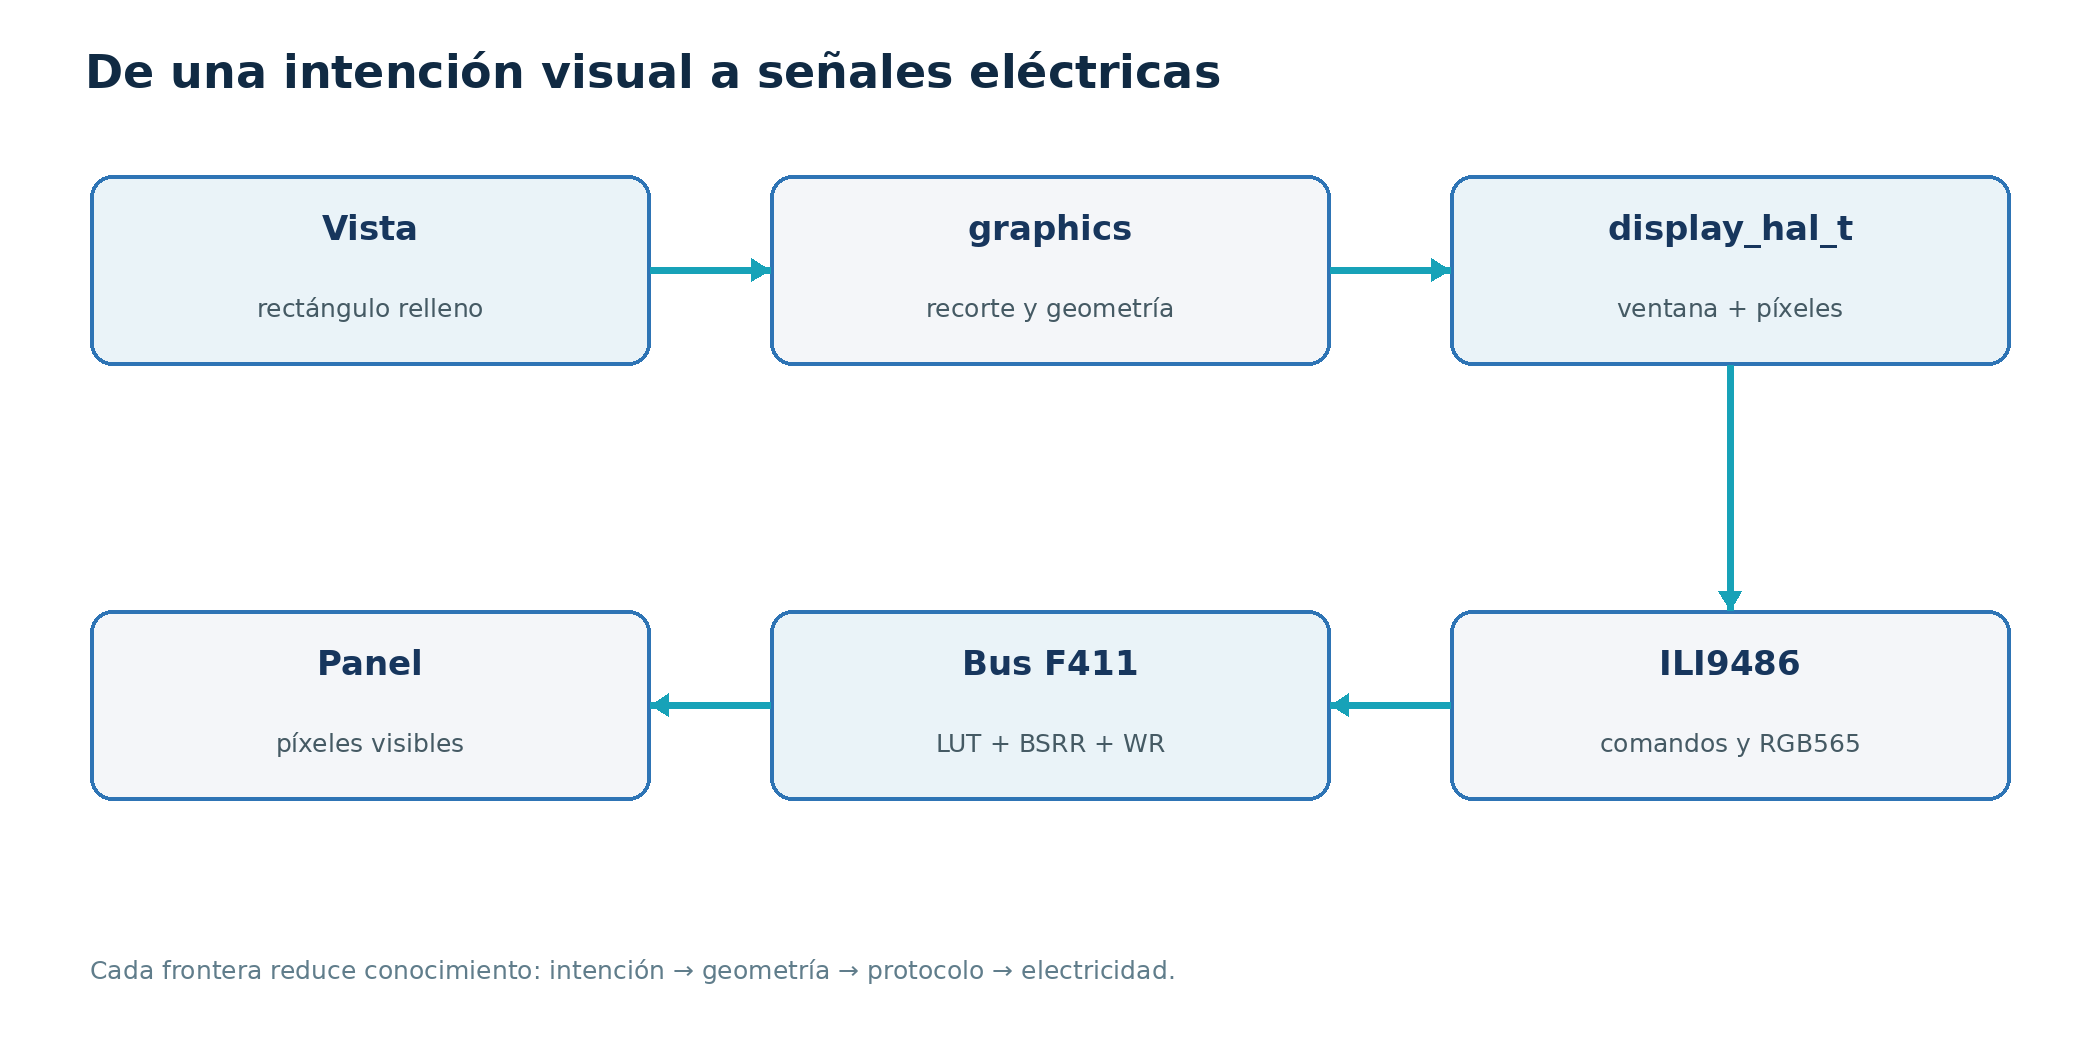 De una intención visual a señales eléctricas
Vista
rectángulo relleno
graphics
recorte y geometría
display_hal_t
ventana + píxeles
ILI9486
comandos y RGB565
Bus F411
LUT + BSRR + WR
Panel
píxeles visibles
Cada frontera reduce conocimiento: intención → geometría → protocolo → electricidad.